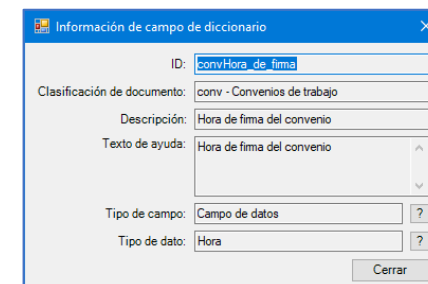 Información de campo de diccionario
ID: convHora_de_firma
Clasificación de documento: conv - Convenios de trabajo
Descripción: Hora de firma del convenio
Texto de ayuda: Hora de firma del convenio
Tipo de campo: Campo de datos ?
Tipo de dato: Hora ?
Cerrar